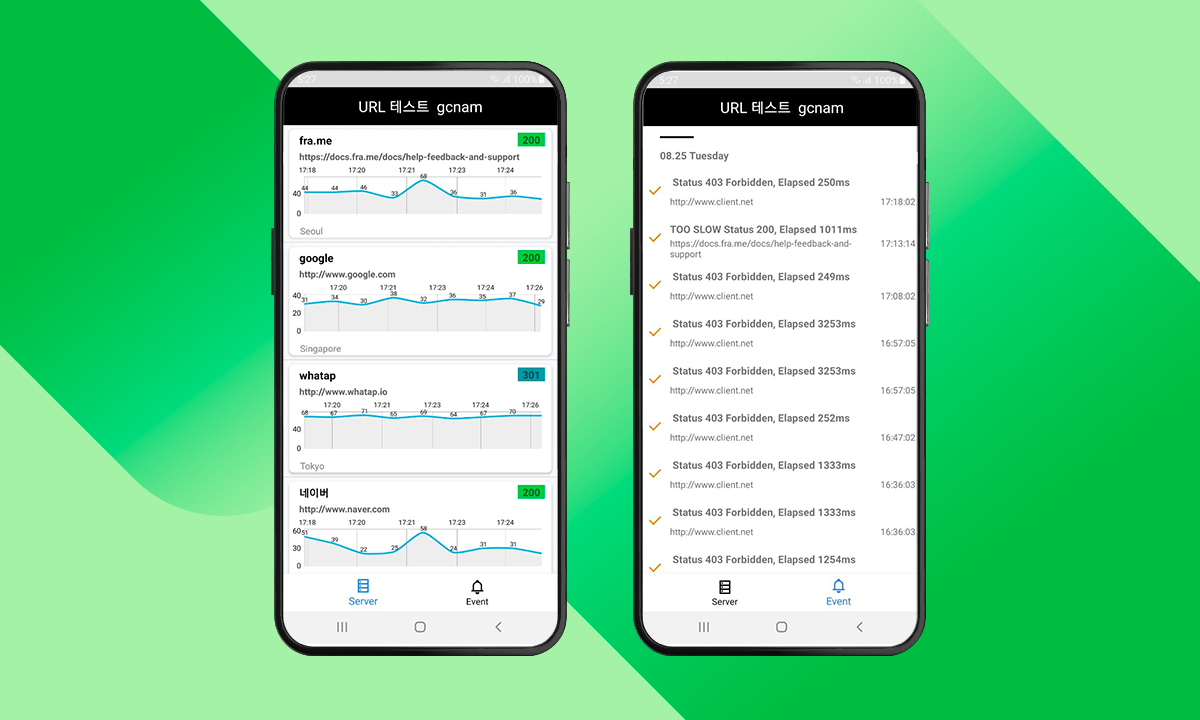 5:27
100%
URL 테스트 gcnam
fra.me
200
https://docs.fra.me/docs/help-feedback-and-support
17:18 17:20 17:21 17:23 17:24
68
44 44 46 33 36 31 36
40
0
Seoul
google
200
http://www.google.com
17:20 17:21 17:23 17:24 17:26
40
31 34 30 38 32 36 35 37 29
20
0
Singapore
whatap
301
http://www.whatap.io
17:20 17:21 17:23 17:24 17:26
68 67 71 65 69 64 67 70
40
0
Tokyo
네이버
200
http://www.naver.com
17:18 17:20 17:21 17:23 17:24
60
51 39 22 25 58 24 31 31
30
0
Server
Event
5:27
100%
URL 테스트 gcnam
08.25 Tuesday
Status 403 Forbidden, Elapsed 250ms
http://www.client.net 17:18:02
TOO SLOW Status 200, Elapsed 1011ms
https://docs.fra.me/docs/help-feedback-and- 17:13:14
support
Status 403 Forbidden, Elapsed 249ms
http://www.client.net 17:08:02
Status 403 Forbidden, Elapsed 3253ms
http://www.client.net 16:57:05
Status 403 Forbidden, Elapsed 3253ms
http://www.client.net 16:57:05
Status 403 Forbidden, Elapsed 252ms
http://www.client.net 16:47:02
Status 403 Forbidden, Elapsed 1333ms
http://www.client.net 16:36:03
Status 403 Forbidden, Elapsed 1333ms
http://www.client.net 16:36:03
Status 403 Forbidden, Elapsed 1254ms
Server
Event